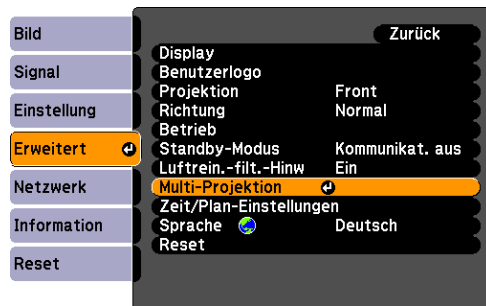 Bild
Signal
Einstellung
Erweitert
Netzwerk
Information
Reset
Zurück
Display
Benutzerlogo
Projektion Front
Richtung Normal
Betrieb
Standby-Modus Kommunikat. aus
Luftrein.-filt.-Hinw Ein
Multi-Projektion
Zeit/Plan-Einstellungen
Sprache Deutsch
Reset